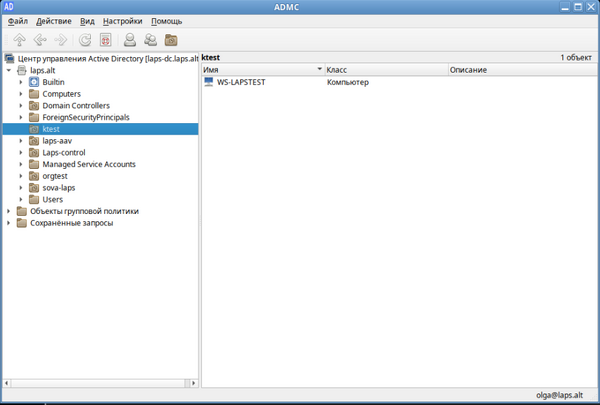 AD ADMC
Файл Действие Вид Настройки Помощь
Центр управления Active Directory [laps-dc.laps.alt
laps.alt
Builtin
Computers
Domain Controllers
ForeignSecurityPrincipals
ktest
laps-aav
Laps-control
Managed Service Accounts
orgtest
sova-laps
Users
Объекты групповой политики
Сохранённые запросы
ktest 1 объект
Имя Класс Описание
WS-LAPSTEST Компьютер
olga@laps.alt